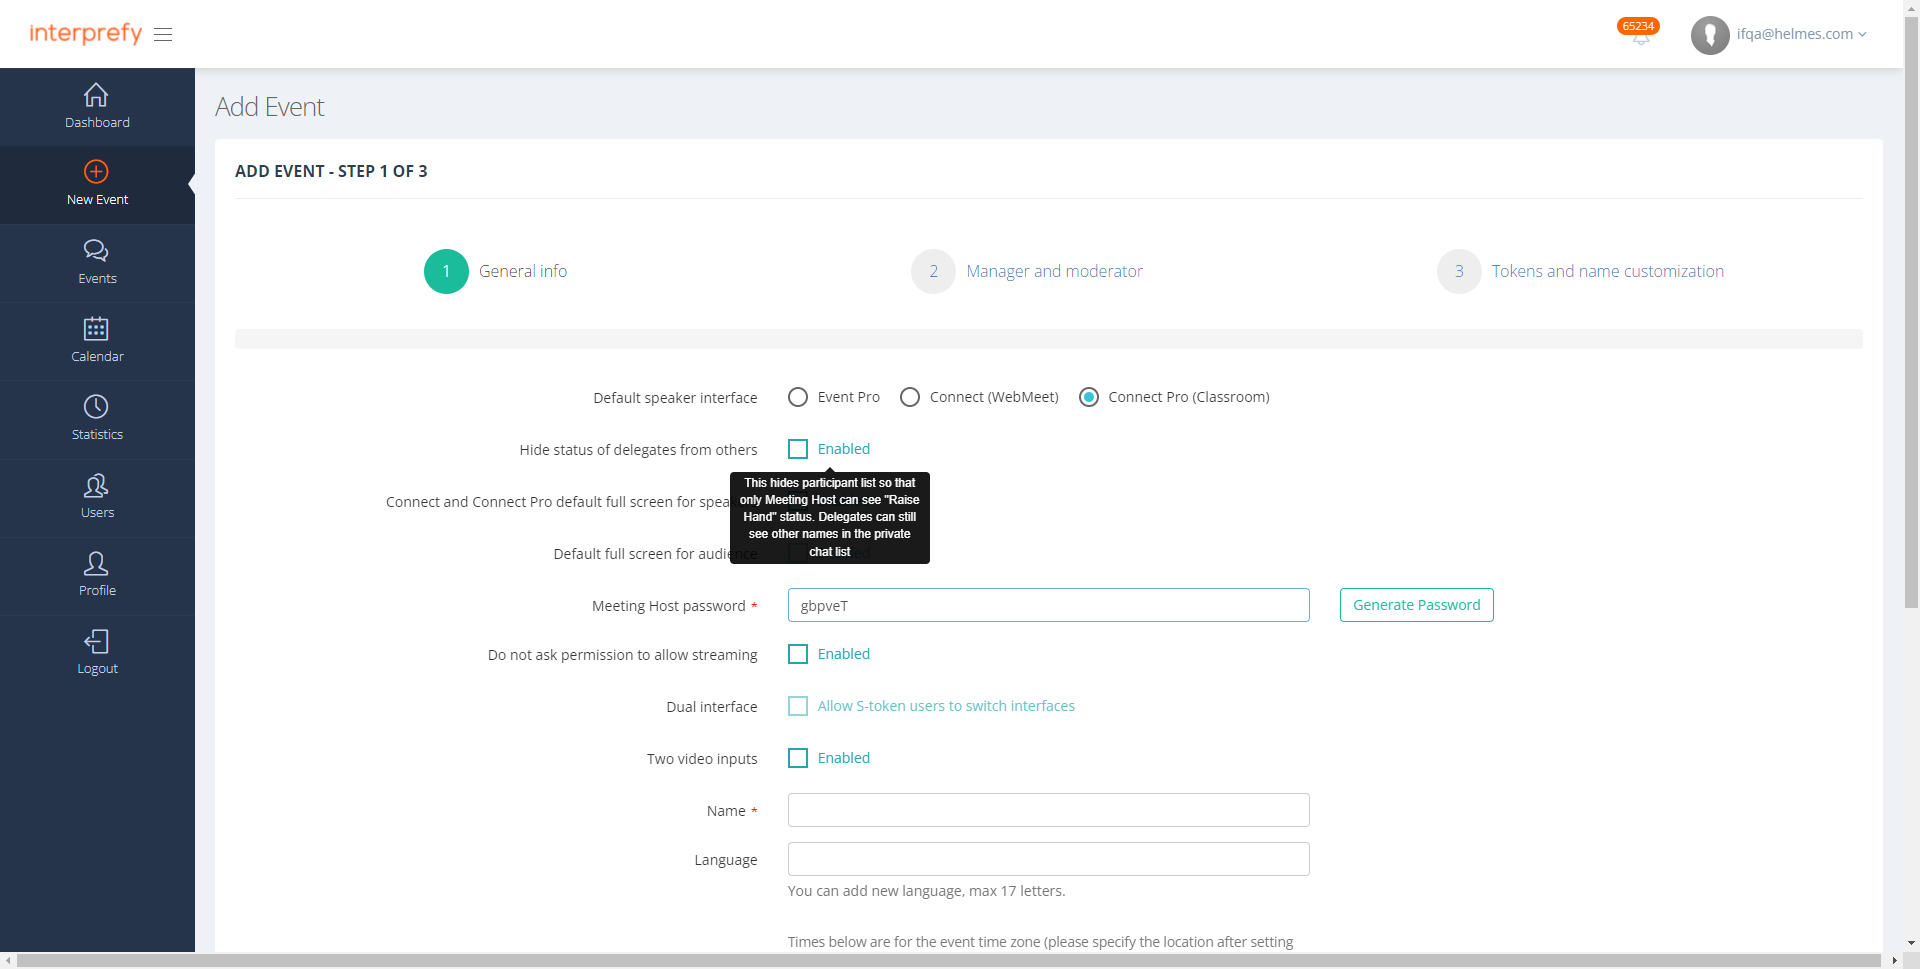 interprefy
65234
ifqa@helmes.com
Dashboard
New Event
Events
Calendar
Statistics
Users
Profile
Logout
Add Event
ADD EVENT - STEP 1 OF 3
1 General info
2 Manager and moderator
3 Tokens and name customization
Default speaker interface Event Pro Connect (WebMeet) Connect Pro (Classroom)
Hide status of delegates from others Enabled
This hides participant list so that
only Meeting Host can see "Raise
Hand" status. Delegates can still
see other names in the private
chat list
Connect and Connect Pro default full screen for
Default full screen for audience
Meeting Host password * gbpveT Generate Password
Do not ask permission to allow streaming Enabled
Dual interface Allow S-token users to switch interfaces
Two video inputs Enabled
Name *
Language
You can add new language, max 17 letters.
Times below are for the event time zone (please specify the location after setting